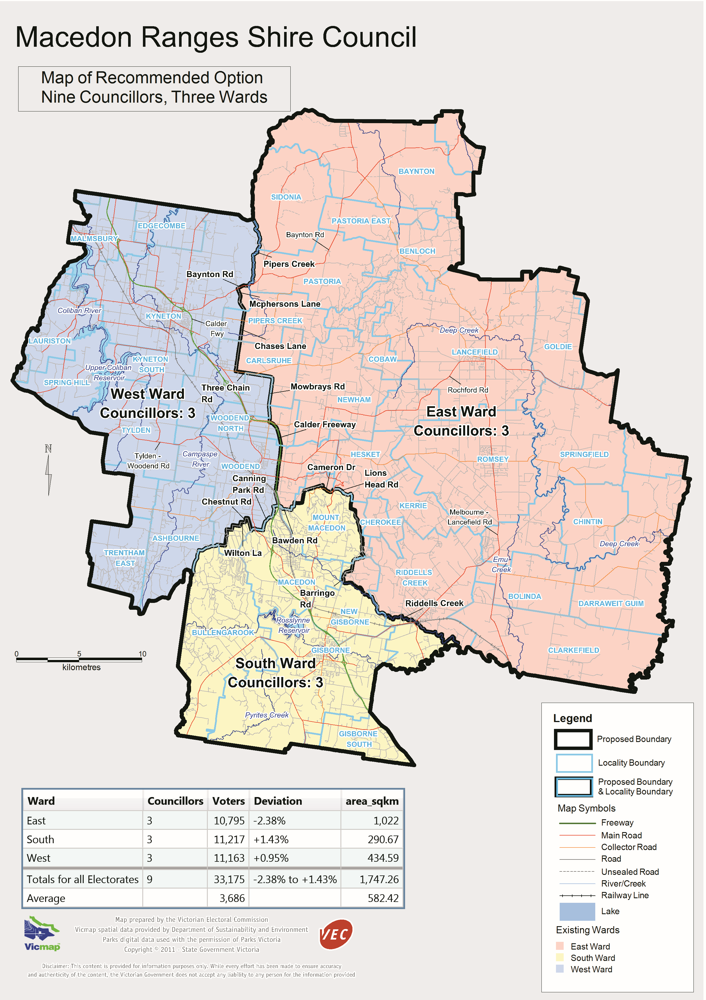 Macedon Ranges Shire Council
Map of Recommended Option
Nine Councillors, Three Wards
BAYNTON
SIDONIA
PASTORIA EAST
EDGECOMBE
Baynton Rd
MALMSBURY
BENLOCH
Pipers Creek
Baynton Rd
PASTORIA
Mcphersons Lane
Coliban River
KYNETON
PIPERS CREEK
Calder
Fwy
Deep Creek
LAURISTON
Chases Lane
GOLDIE
LANCEFIELD
KYNETON
SOUTH
CARLSRUHE
COBAW
Upper Coliban
Reservoir
SPRING HILL
Three Chain
Rd
Mowbrays Rd
Rochford Rd
West Ward
Councillors: 3
NEWHAM
East Ward
Councillors: 3
WOODEND
NORTH
Calder Freeway
TYLDEN
N
Tylden -
Woodend Rd
Campaspe
River
HESKET
SPRINGFIELD
ROMSEY
WOODEND
Cameron Dr
Lions
Head Rd
Canning
Park Rd
Chestnut Rd
KERRIE
Melbourne -
Lancefield Rd
MOUNT
MACEDON
CHEROKEE
CHINTIN
ASHBOURNE
Bawden Rd
Deep Creek
TRENTHAM
EAST
Wilton La
Emu
Creek
RIDDELLS
CREEK
MACEDON
Barringo
Rd
BOLINDA
DARRAWEIT GUIM
Riddells Creek
NEW
GISBORNE
Rosslynne
Reservoir
BULLENGAROOK
GISBORNE
CLARKEFIELD
0 5 10
kilometres
South Ward
Councillors: 3
Pyrites Creek
GISBORNE
SOUTH
Legend
Proposed Boundary
Locality Boundary
Proposed Boundary
& Locality Boundary
Map Symbols
Freeway
Main Road
Collector Road
Road
Unsealed Road
River/Creek
Railway Line
Lake
Existing Wards
East Ward
South Ward
West Ward
Ward Councillors Voters Deviation area_sqkm
East 3 10,795 -2.38% 1,022
South 3 11,217 +1.43% 290.67
West 3 11,163 +0.95% 434.59
Totals for all Electorates 9 33,175 -2.38% to +1.43% 1,747.26
Average 3,686 582.42
Vicmap™
Map prepared by the Victorian Electoral Commission
Vicmap spatial data provided by Department of Sustainability and Environment
Parks digital data used with the permission of Parks Victoria
Copyright © 2011 - State Government Victoria
VEC
Disclaimer: This content is provided for information purposes only. While every effort has been made to ensure accuracy
and authenticity of the content, the Victorian Government does not accept any liability to any person for the information provided